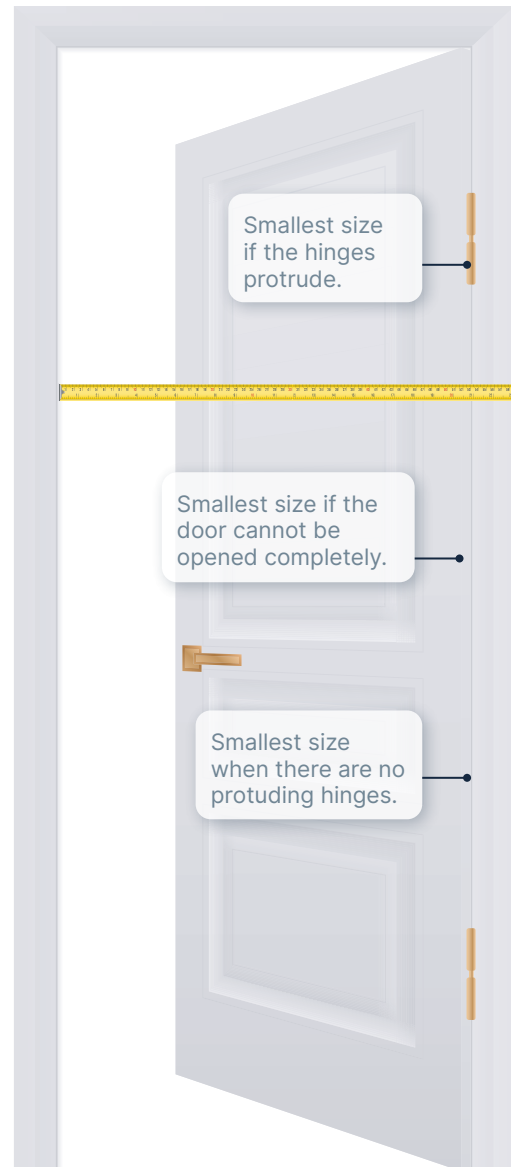 Smallest size
if the hinges
protrude.
Smallest size if the
door cannot be
opened completely.
Smallest size
when there are no
protuding hinges.